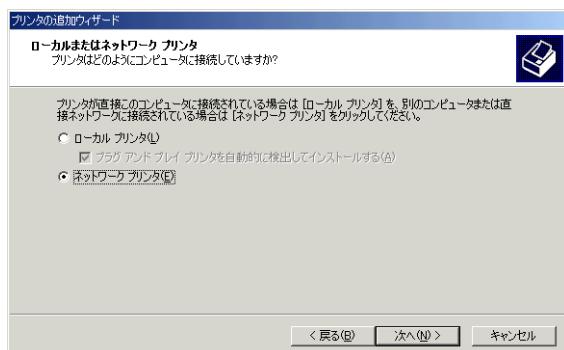 プリンタの追加ウィザード
ローカルまたはネットワーク プリンタ
プリンタはどのようにコンピュータに接続していますか?
プリンタが直接このコンピュータに接続されている場合は [ローカル プリンタ] を、別のコンピュータまたは直
接ネットワークに接続されている場合は [ネットワーク プリンタ] をクリックしてください。
ローカル プリンタ(L)
プラグ アンド プレイ プリンタを自動的に検出してインストールする(A)
ネットワーク プリンタ(E)
< 戻る(B)
次へ(N) >
キャンセル